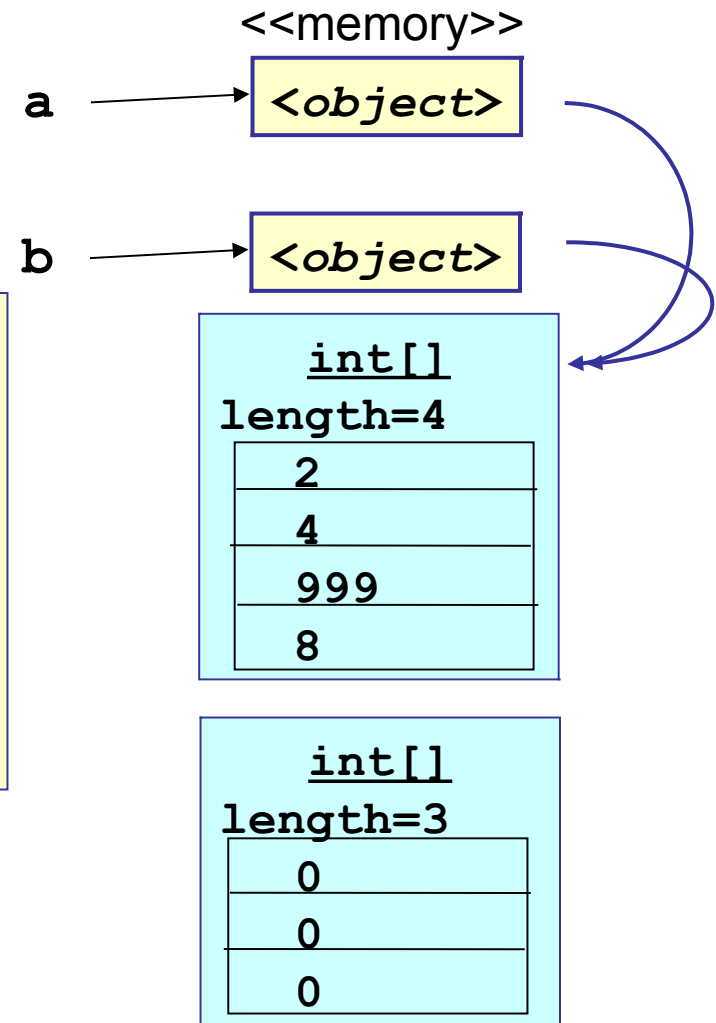 <<memory>>
a <object>
b <object>
int[]
length=4
2
4
999
8
int[]
length=3
0
0
0